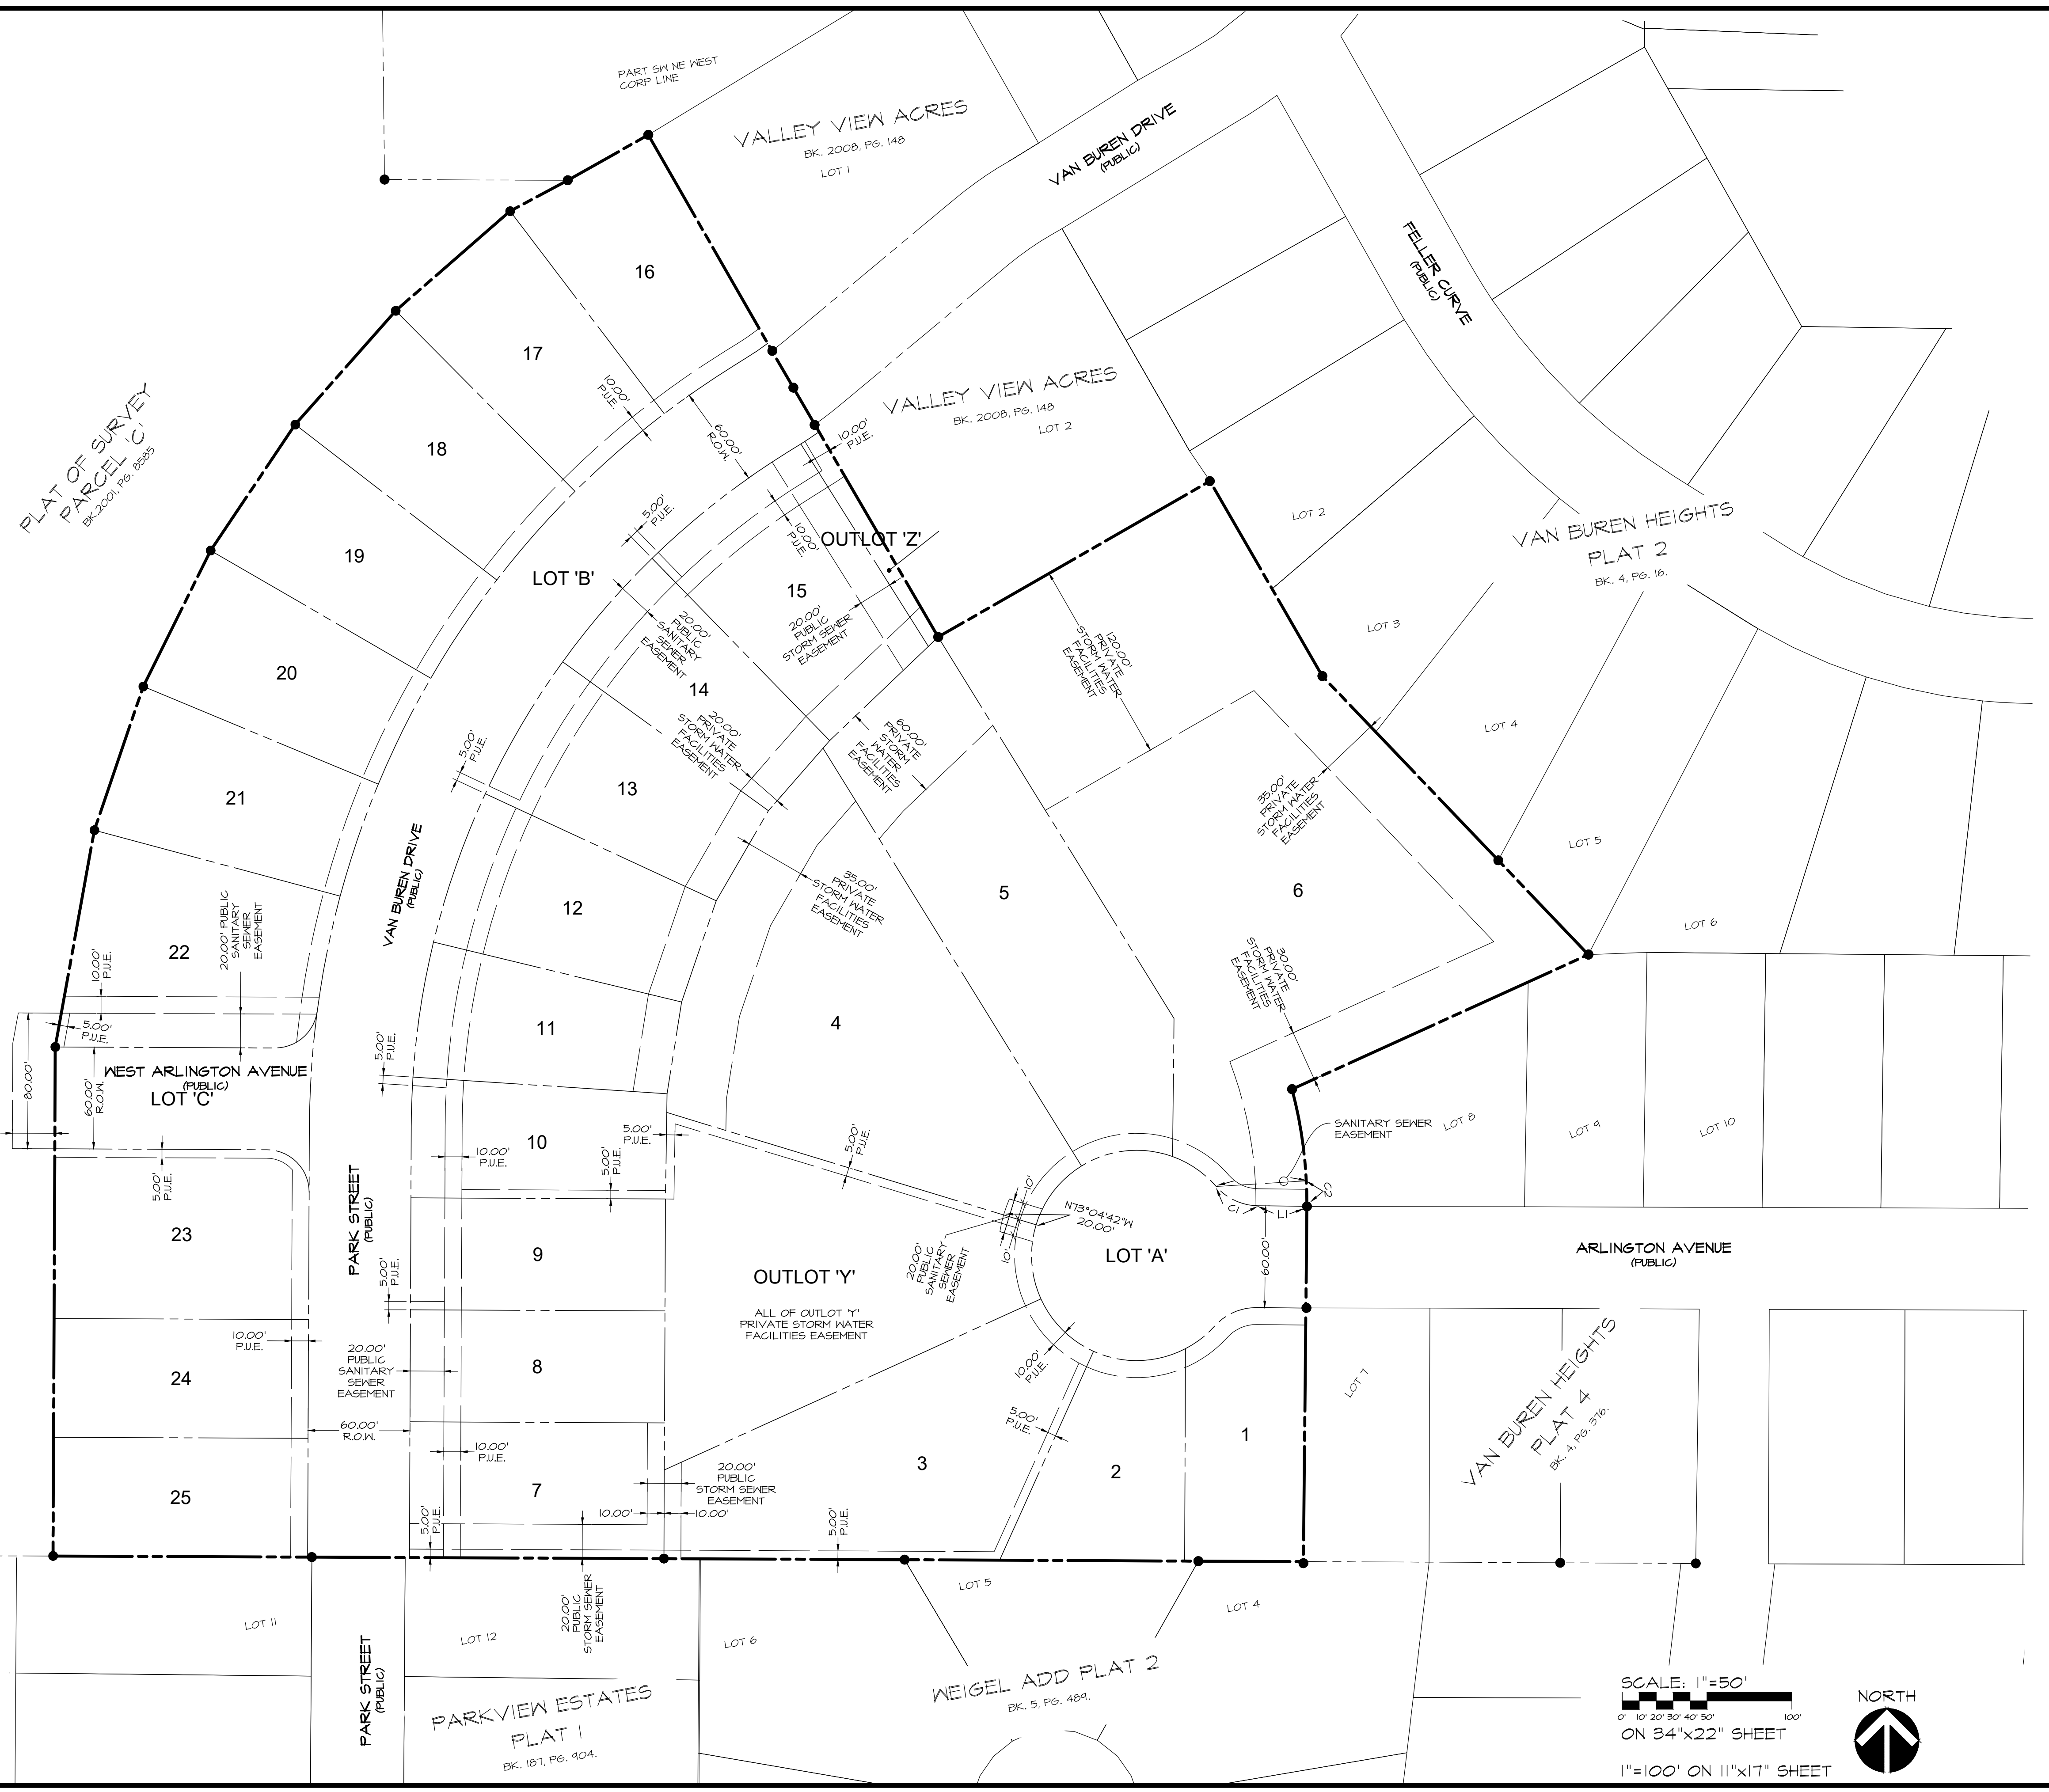 PART SW NE WEST
CORP LINE
VALLEY VIEW ACRES
BK. 2008, PG. 148
LOT 1
VAN BUREN DRIVE
(PUBLIC)
FELLER CURVE
(PUBLIC)
16
17
10.00'
P.U.E.
60.00'
R.O.W.
VALLEY VIEW ACRES
BK. 2008, PG. 148
LOT 2
10.00'
P.U.E.
PLAT OF SURVEY
PARCEL 'C'
BK.2001, PG. 8585
18
19
5.00'
P.U.E.
10.00'
P.U.E.
OUTLOT 'Z'
LOT 2
VAN BUREN HEIGHTS
PLAT 2
BK. 4, PG. 16.
LOT 'B'
15
20.00'
PUBLIC
STORM SEWER
EASEMENT
20.00'
PUBLIC
SANITARY
SEWER
EASEMENT
LOT 3
120.00'
PRIVATE
STORM WATER
FACILITIES
EASEMENT
20
14
20.00'
PRIVATE
STORM WATER
FACILITIES
EASEMENT
60.00'
PRIVATE
STORM
WATER
FACILITIES
EASEMENT
LOT 4
5.00'
P.U.E.
21
13
35.00'
PRIVATE
STORM WATER
FACILITIES
EASEMENT
LOT 5
VAN BUREN DRIVE
(PUBLIC)
35.00'
PRIVATE
STORM WATER
FACILITIES
EASEMENT
5
6
12
LOT 6
22
20.00' PUBLIC
SANITARY
SEWER
EASEMENT
10.00'
P.U.E.
30.00'
PRIVATE
STORM WATER
FACILITIES
EASEMENT
5.00'
P.U.E.
11
4
5.00'
P.U.E.
80.00'
WEST ARLINGTON AVENUE
(PUBLIC)
LOT 'C'
60.00'
R.O.W.
SANITARY SEWER
EASEMENT
LOT 8
LOT 9
LOT 10
10
5.00'
P.U.E.
5.00'
P.U.E.
10.00'
P.U.E.
5.00'
P.U.E.
5.00'
P.U.E.
PARK STREET
(PUBLIC)
10'
N73°04'42"W
20.00'
10'
C1
L1
C2
23
9
5.00'
P.U.E.
20.00'
PUBLIC
SANITARY
SEWER
EASEMENT
LOT 'A'
60.00'
ARLINGTON AVENUE
(PUBLIC)
OUTLOT 'Y'
ALL OF OUTLOT 'Y'
PRIVATE STORM WATER
FACILITIES EASEMENT
10.00'
P.U.E.
20.00'
PUBLIC
SANITARY
SEWER
EASEMENT
8
10.00'
P.U.E.
24
LOT 7
VAN BUREN HEIGHTS
PLAT 4
BK. 4, PG. 376.
60.00'
R.O.W.
5.00'
P.U.E.
10.00'
P.U.E.
1
3
2
20.00'
PUBLIC
STORM SEWER
EASEMENT
25
7
10.00'
10.00'
5.00'
P.U.E.
5.00'
P.U.E.
20.00'
PUBLIC
STORM SEWER
EASEMENT
LOT 5
LOT 4
LOT 11
LOT 12
LOT 6
PARK STREET
(PUBLIC)
PARKVIEW ESTATES
PLAT 1
BK. 187, PG. 904.
WEIGEL ADD PLAT 2
BK. 5, PG. 489.
SCALE: 1"=50'
0' 10' 20' 30' 40' 50' 100'
ON 34"x22" SHEET
1"=100' ON 11"x17" SHEET
NORTH